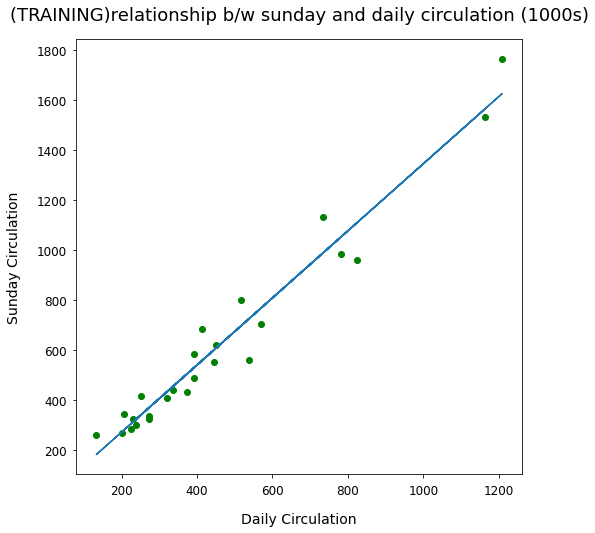 (TRAINING)relationship b/w sunday and daily circulation (1000s)
1800
1600
1400
1200
1000
800
600
400
200
Sunday Circulation
200 400 600 800 1000 1200
Daily Circulation